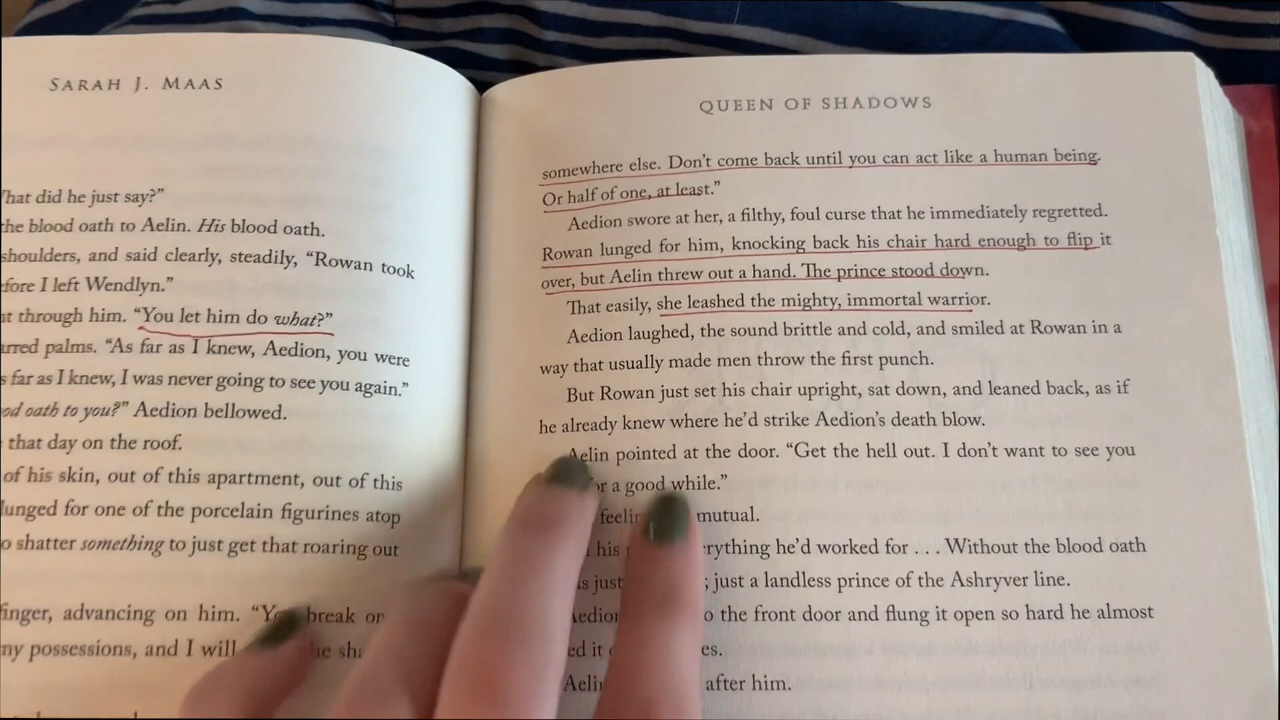 SARAH J. MAAS
hat did he just say?”
the blood oath to Aelin. His blood oath.
shoulders, and said clearly, steadily, “Rowan took
fore I left Wendlyn.”
at through him. “You let him do what?”
arred palms. “As far as I knew, Aedion, you were
s far as I knew, I was never going to see you again.”
od oath to you?” Aedion bellowed.
that day on the roof.
of his skin, out of this apartment, out of this
lunged for one of the porcelain figurines atop
o shatter something to just get that roaring out
finger, advancing on him. “Yo break or
ny possessions, and I will he sha
QUEEN OF SHADOWS
somewhere else. Don’t come back until you can act like a human being.
Or half of one, at least.”
Aedion swore at her, a filthy, foul curse that he immediately regretted.
Rowan lunged for him, knocking back his chair hard enough to flip it
over, but Aelin threw out a hand. The prince stood down.
That easily, she leashed the mighty, immortal warrior.
Aedion laughed, the sound brittle and cold, and smiled at Rowan in a
way that usually made men throw the first punch.
But Rowan just set his chair upright, sat down, and leaned back, as if
he already knew where he’d strike Aedion’s death blow.
Aelin pointed at the door. “Get the hell out. I don’t want to see you
or a good while.”
feelin mutual.
his rything he’d worked for . . . Without the blood oath
as just ; just a landless prince of the Ashryver line.
Aedion o the front door and flung it open so hard he almost
ed it es.
Aelin after him.